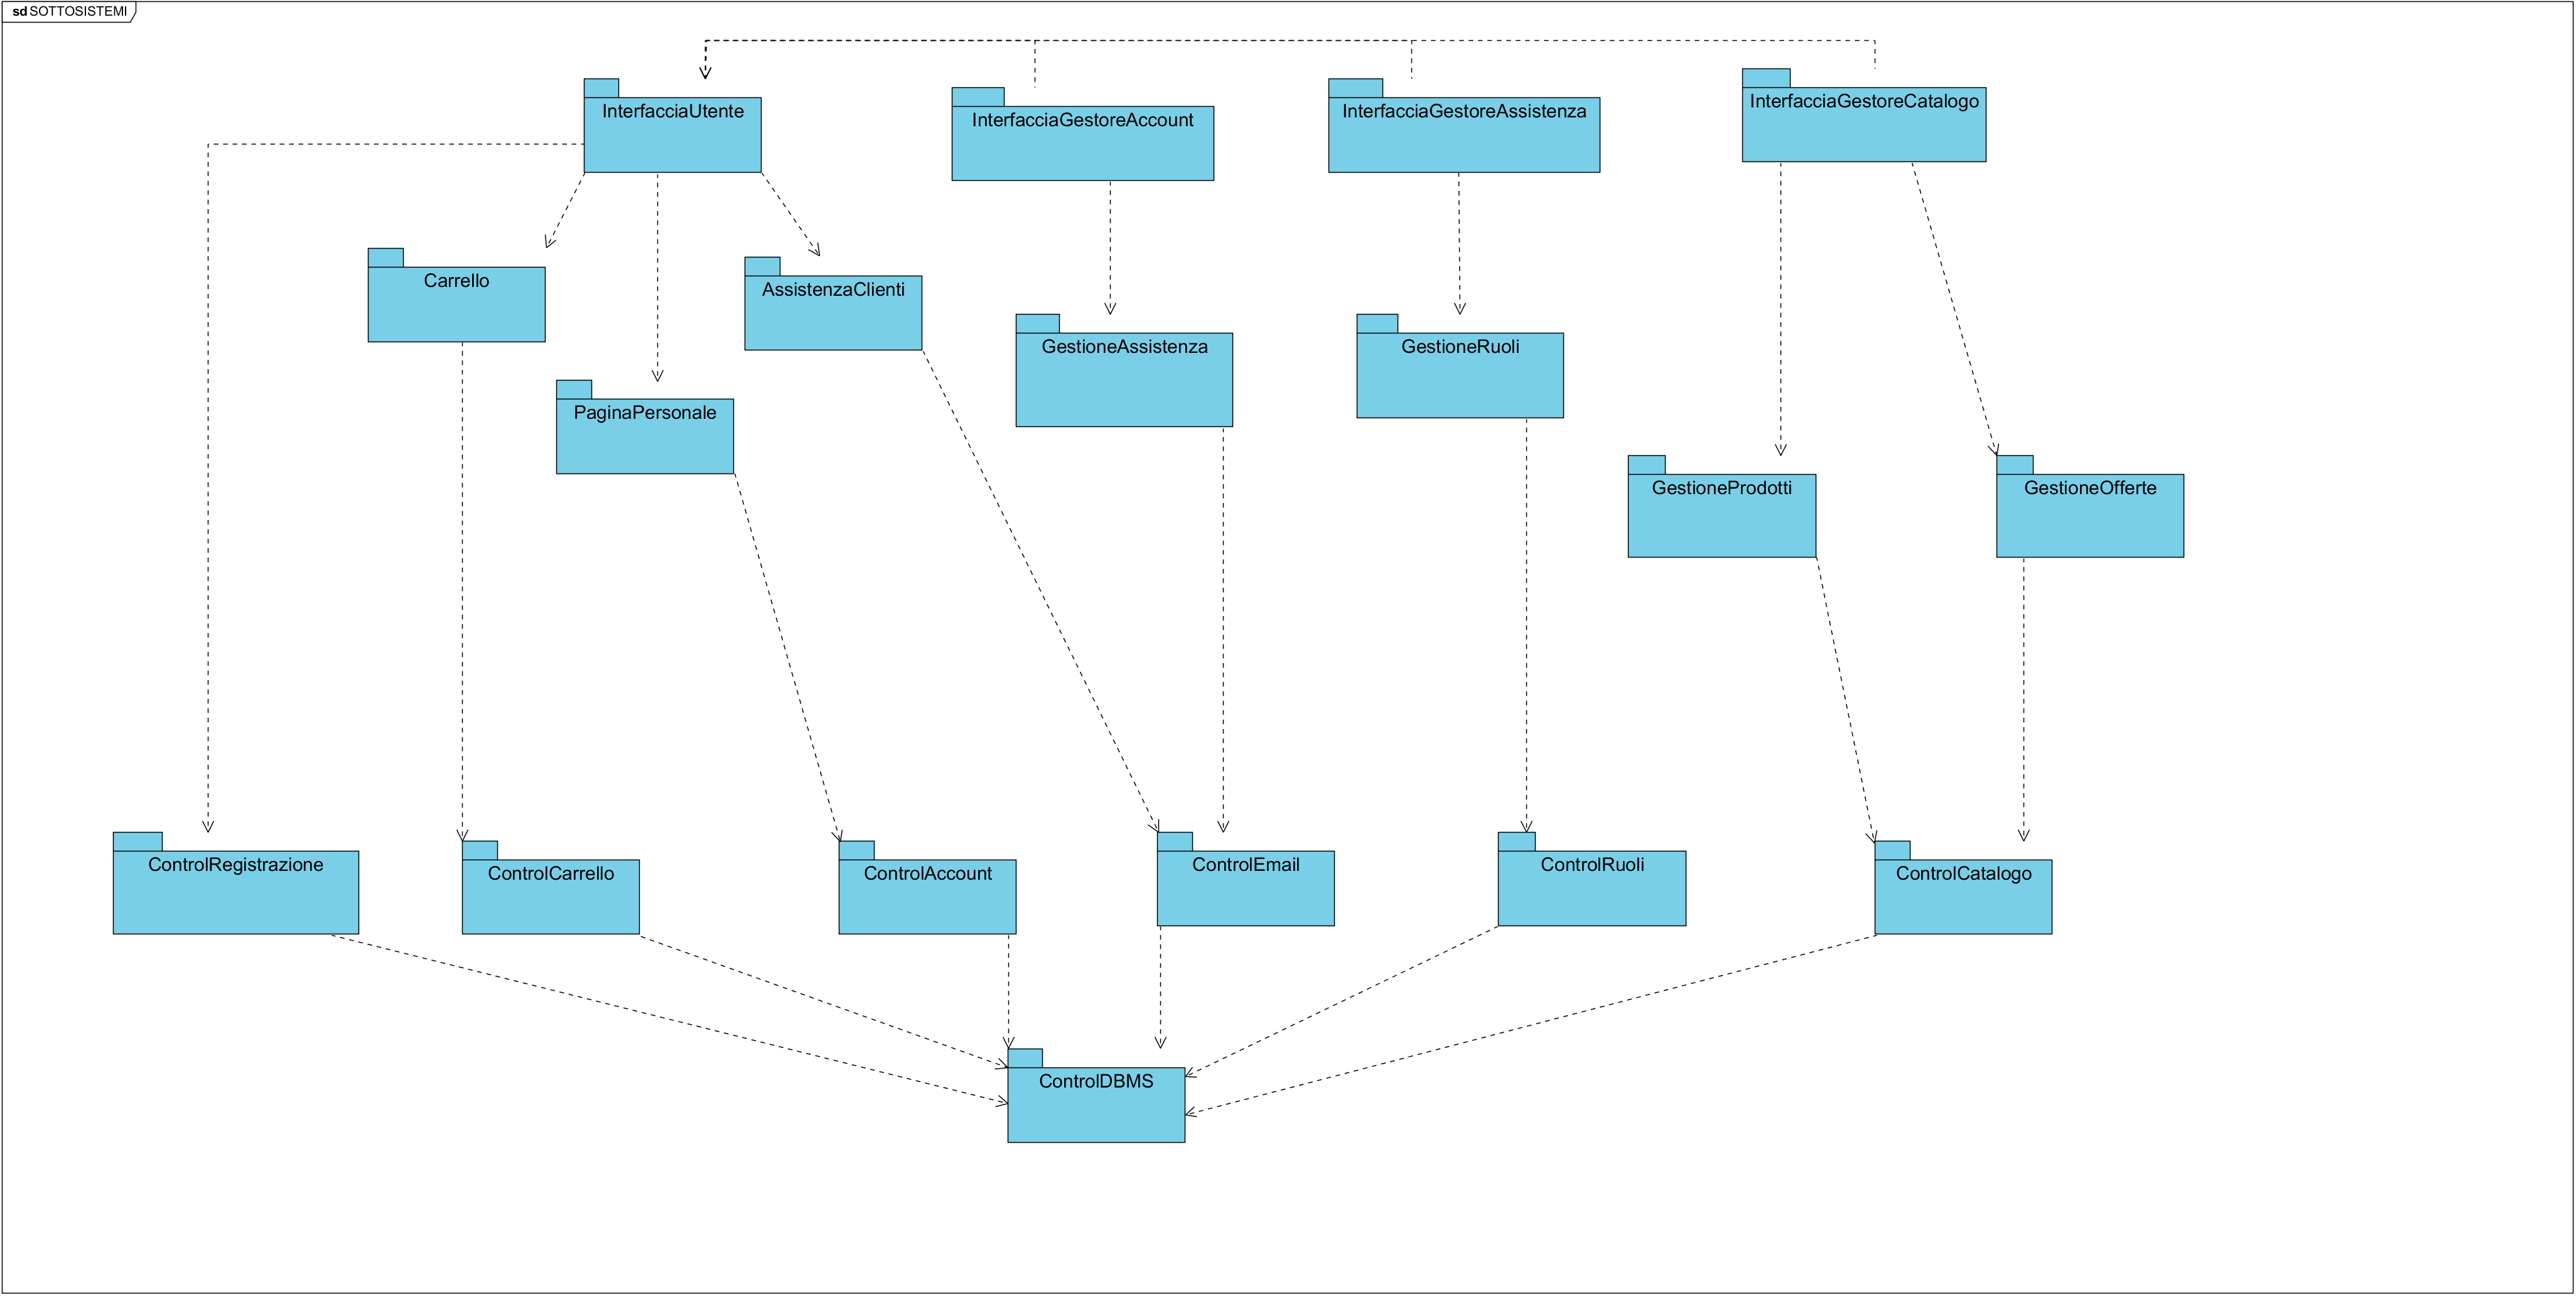 sd SOTTOSISTEMI
InterfacciaUtente
InterfacciaGestoreAccount
InterfacciaGestoreAssistenza
InterfacciaGestoreCatalogo
Carrello
AssistenzaClienti
GestioneAssistenza
GestioneRuoli
PaginaPersonale
GestioneProdotti
GestioneOfferte
ControlRegistrazione
ControlCarrello
ControlAccount
ControlEmail
ControlRuoli
ControlCatalogo
ControlDBMS